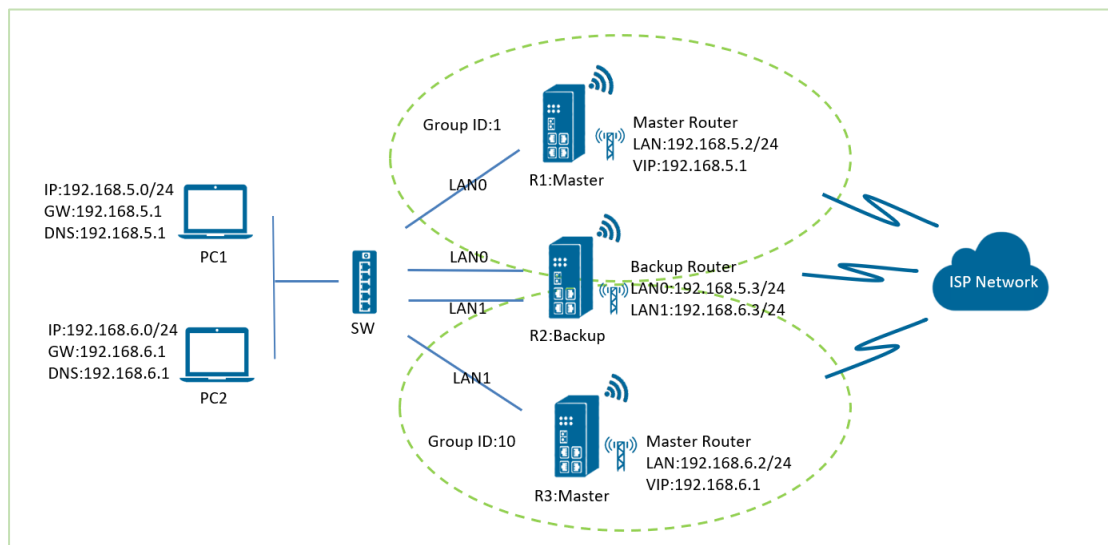 Group ID:1
Master Router
LAN:192.168.5.2/24
VIP:192.168.5.1
R1:Master
LAN0
IP:192.168.5.0/24
GW:192.168.5.1
DNS:192.168.5.1
PC1
LAN0
Backup Router
LAN0:192.168.5.3/24
LAN1:192.168.6.3/24
ISP Network
LAN1
SW
R2:Backup
IP:192.168.6.0/24
GW:192.168.6.1
DNS:192.168.6.1
PC2
LAN1
Group ID:10
Master Router
LAN:192.168.6.2/24
VIP:192.168.6.1
R3:Master